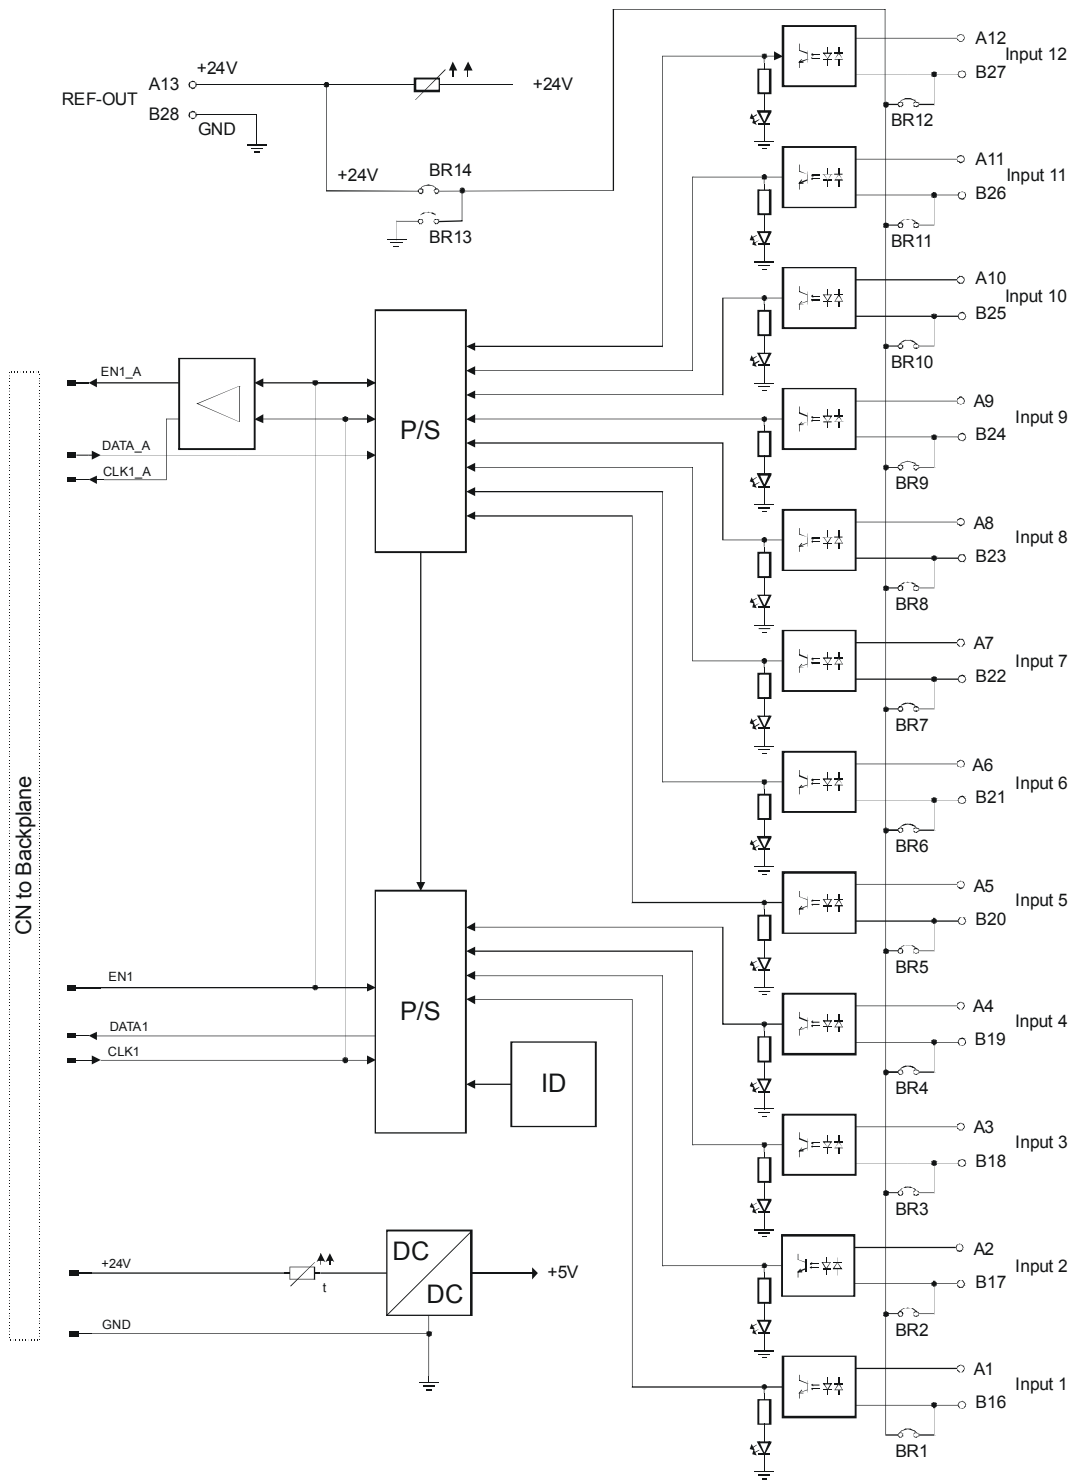 A12
Input 12
B27
BR12
+24V
A13
+24V
REF-OUT
B28
GND
+24V
BR14
BR13
A11
Input 11
B26
BR11
A10
Input 10
B25
BR10
EN1_A
DATA_A
CLK1_A
P/S
A9
Input 9
B24
BR9
A8
Input 8
B23
BR8
A7
Input 7
B22
BR7
A6
Input 6
B21
BR6
CN to Backplane
A5
Input 5
B20
BR5
EN1
DATA1
CLK1
P/S
ID
A4
Input 4
B19
BR4
A3
Input 3
B18
BR3
+24V
t
DC
DC
+5V
GND
A2
Input 2
B17
BR2
A1
Input 1
B16
BR1